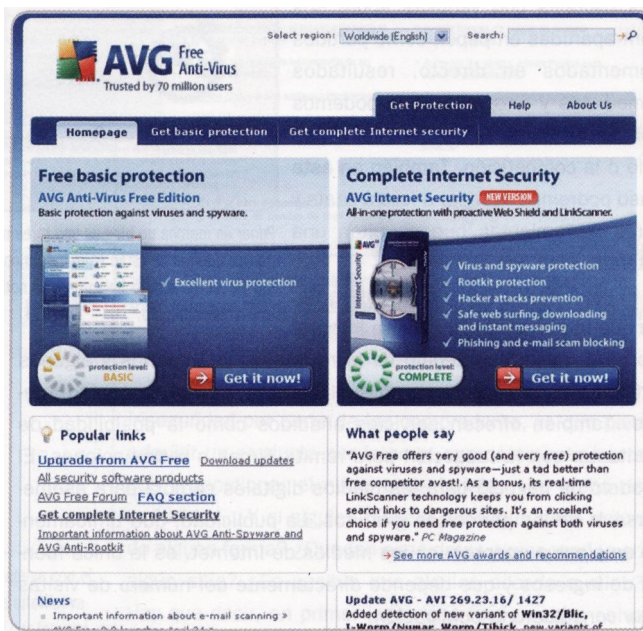 Select region: Worldwide (English) Search:
AVG Free
Anti-Virus
Trusted by 70 million users
Get Protection Help About Us
Homepage Get basic protection Get complete Internet security
Free basic protection
AVG Anti-Virus Free Edition
Basic protection against viruses and spyware.
✓ Excellent virus protection
protection level:
BASIC
Get it now!
Complete Internet Security
AVG Internet Security NEW VERSION
All-in-one protection with proactive Web Shield and LinkScanner.
AVG
Internet Security
✓ Virus and spyware protection
✓ Rootkit protection
✓ Hacker attacks prevention
✓ Safe web surfing, downloading
and instant messaging
✓ Phishing and e-mail scam blocking
protection level:
COMPLETE
Get it now!
Popular links
Upgrade from AVG Free Download updates
All security software products
AVG Free Forum FAQ section
Get complete Internet Security
Important information about AVG Anti-Spyware and
AVG Anti-Rootkit
What people say
"AVG Free offers very good (and very free) protection
against viruses and spyware—just a tad better than
free competitor avast!. As a bonus, its real-time
LinkScanner technology keeps you from clicking
search links to dangerous sites. It's an excellent
choice if you need free protection against both viruses
and spyware." PC Magazine
See more AVG awards and recommendations
News
Important information about e-mail scanning
Update AVG - AVI 269.23.16/ 1427
Added detection of new variant of Win32/Blic,
I-Worm/Nuwar, Worm/Tibick, new variants of